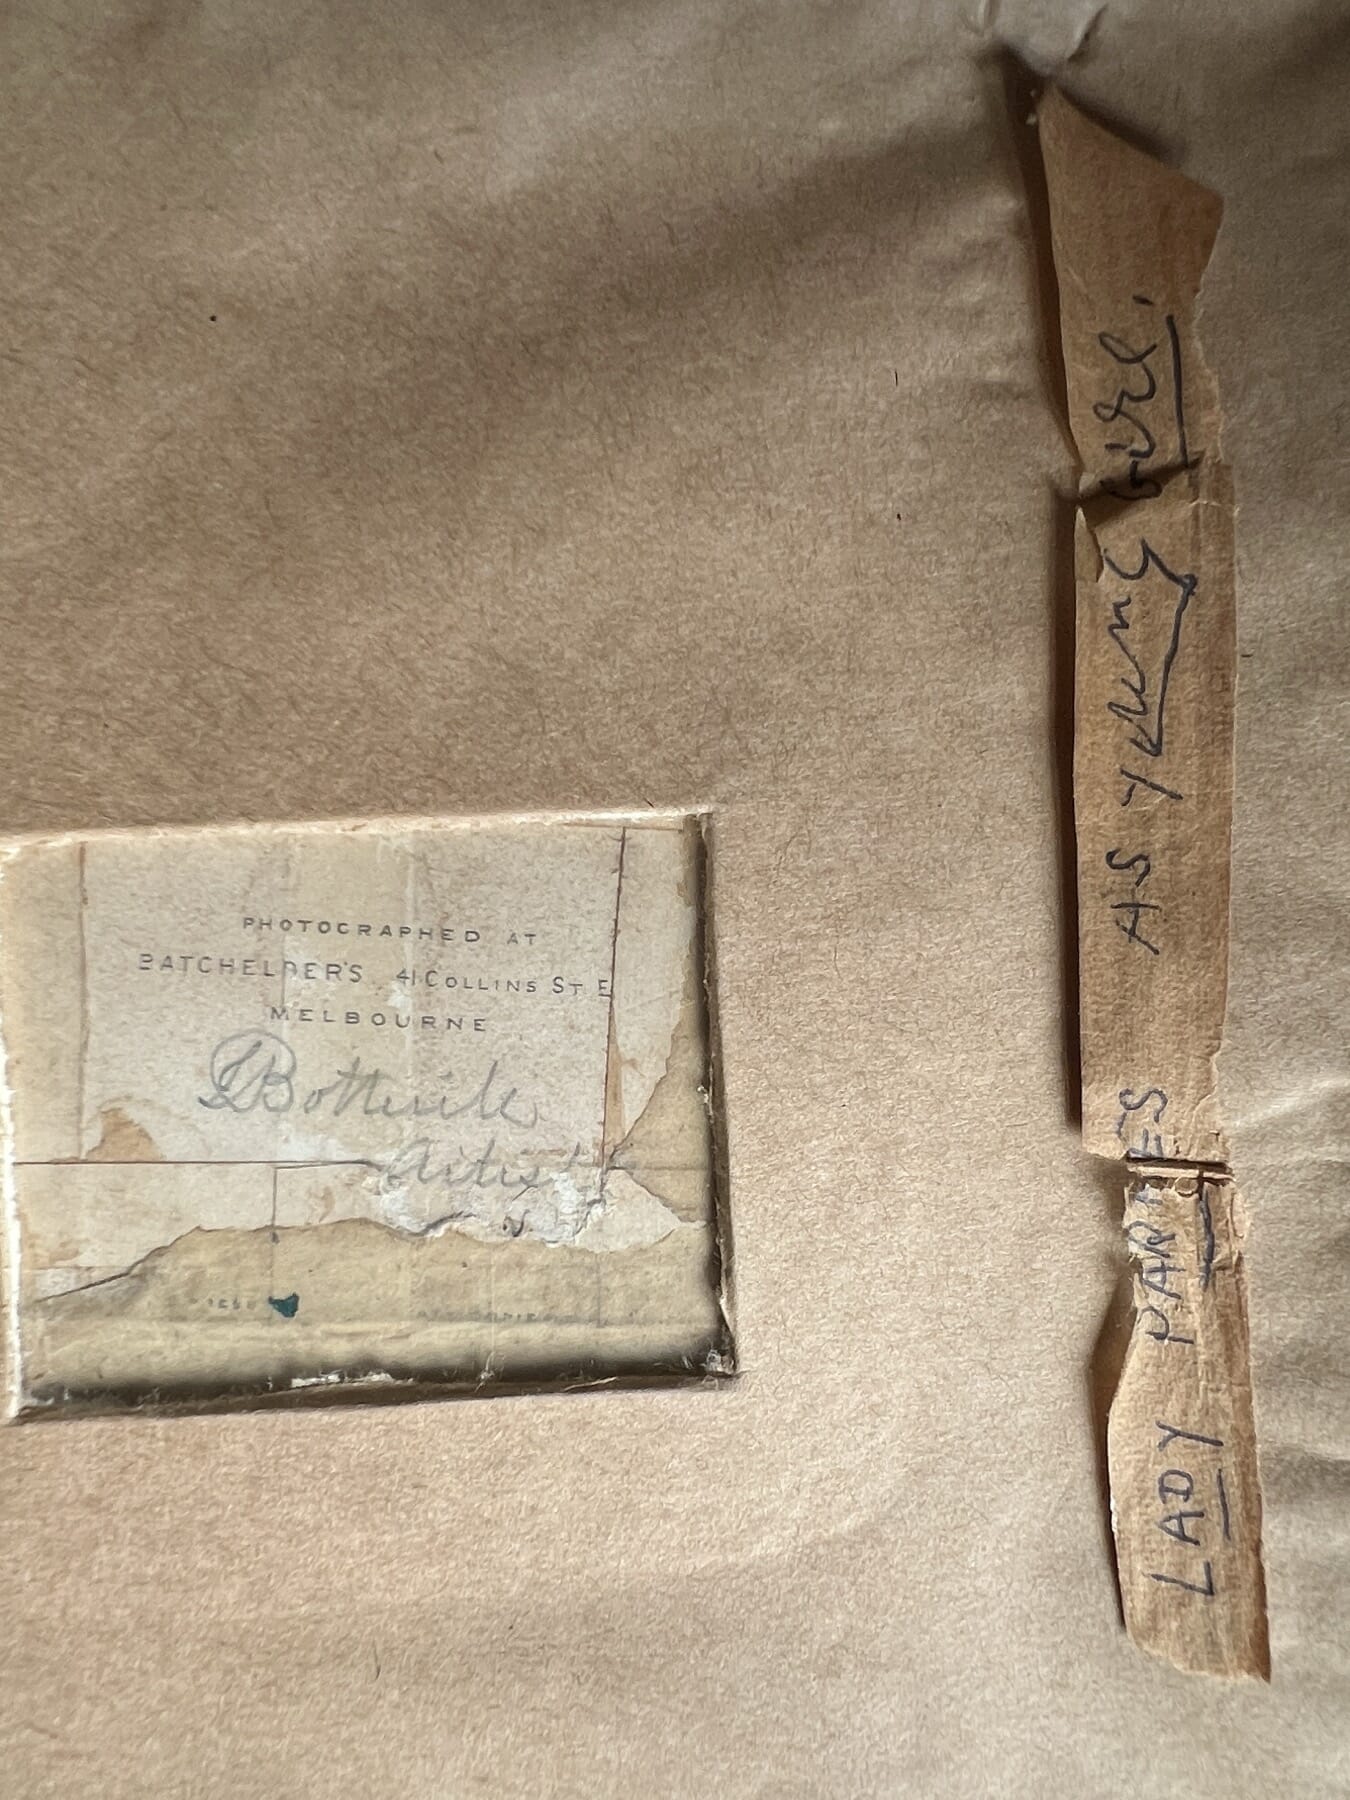 PHOTOGRAPHED AT
BATCHELDER'S 41 COLLINS ST E
MELBOURNE
Artist
LADY PARKES AS Young Girl.